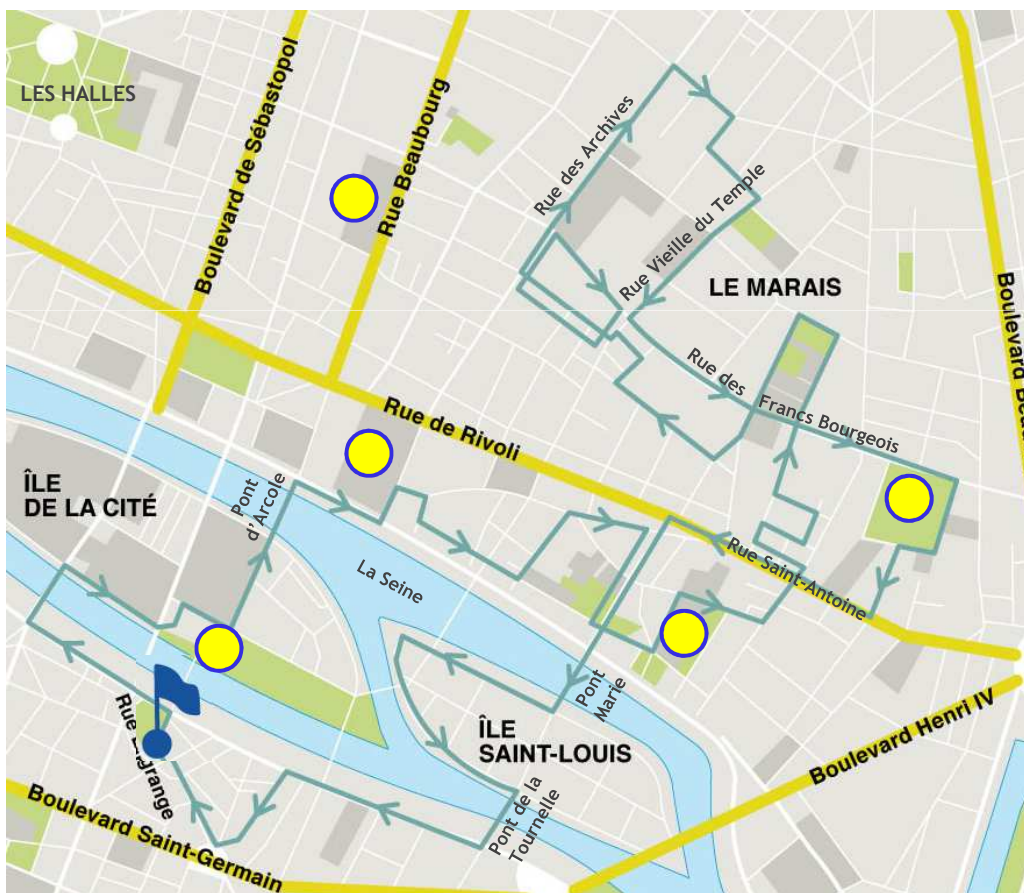 LES HALLES
Boulevard de Sébastopol
Rue Beaubourg
Rue des Archives
Rue Vieille du Temple
LE MARAIS
Rue des
Francs Bourgeois
Rue de Rivoli
ÎLE
DE LA CITÉ
Pont
d'Arcole
La Seine
Rue Saint-Antoine
Pont
Marie
ÎLE
SAINT-LOUIS
Pont de la
Tournelle
Boulevard Henri IV
Rue
grange
Boulevard Saint-Germain
Boulevard